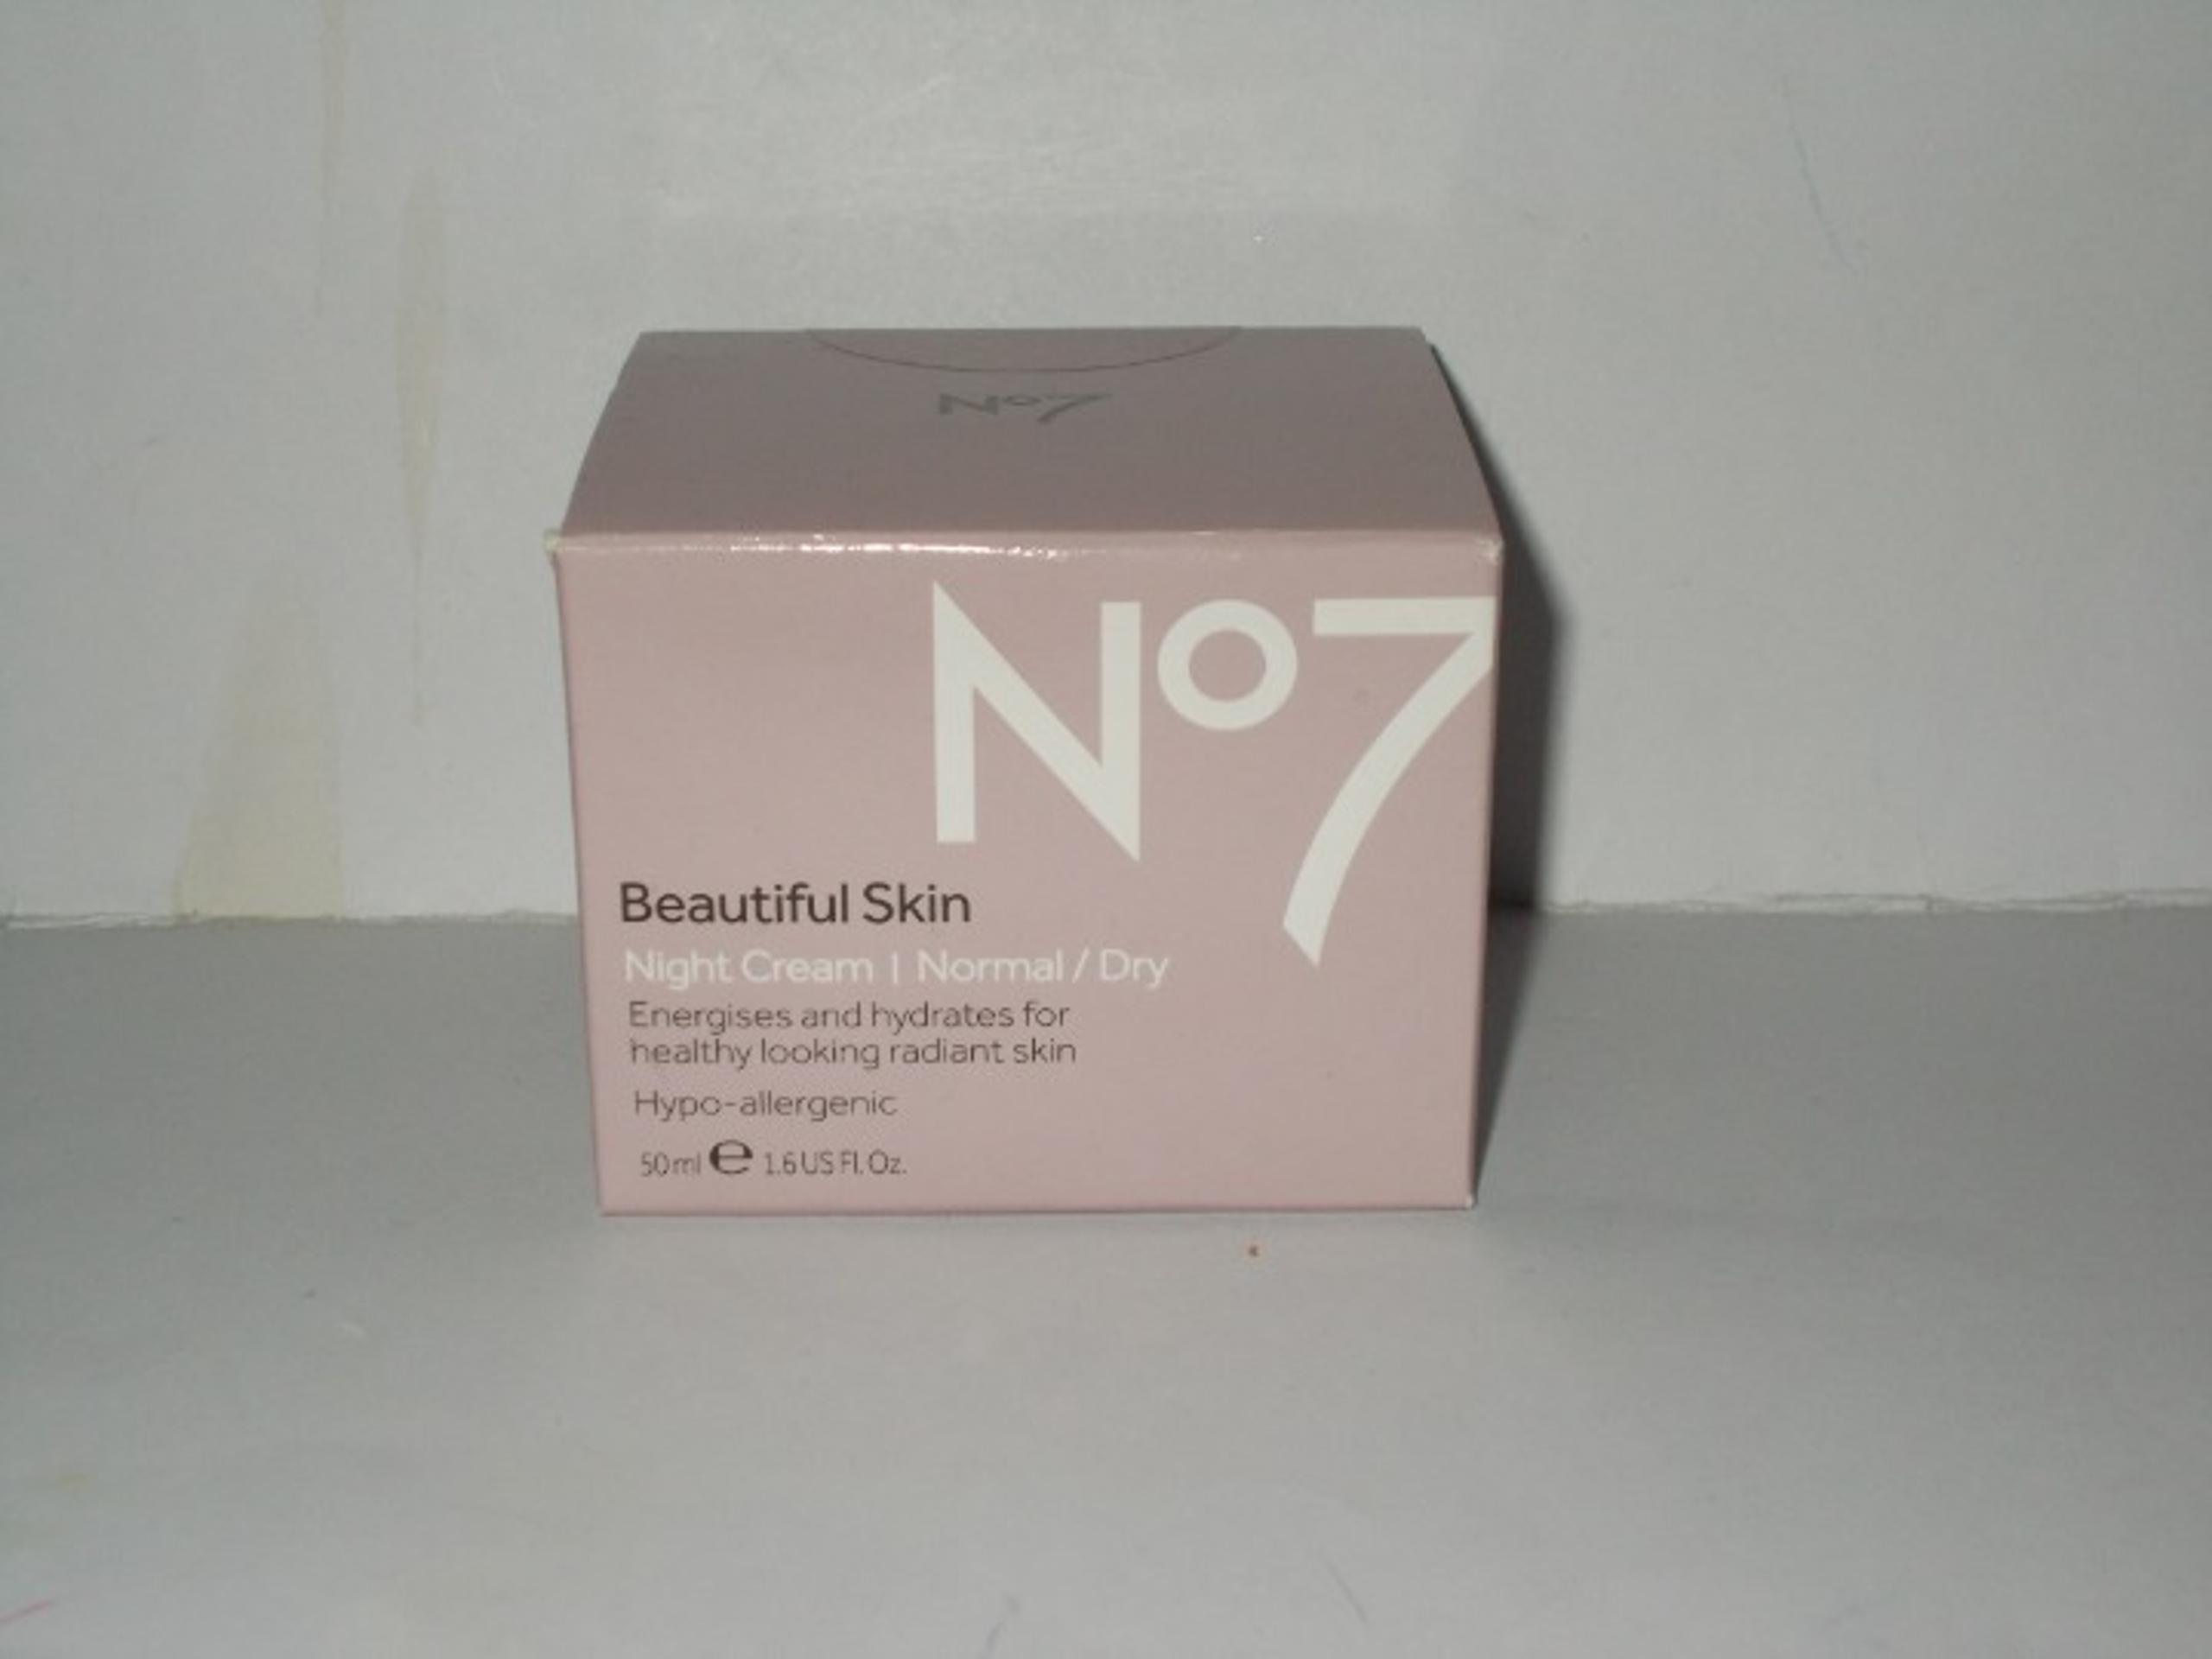 No7
No7
Beautiful Skin
Night Cream | Normal / Dry
Energises and hydrates for
healthy looking radiant skin
Hypo-allergenic
50ml e 1.6 US Fl. Oz.